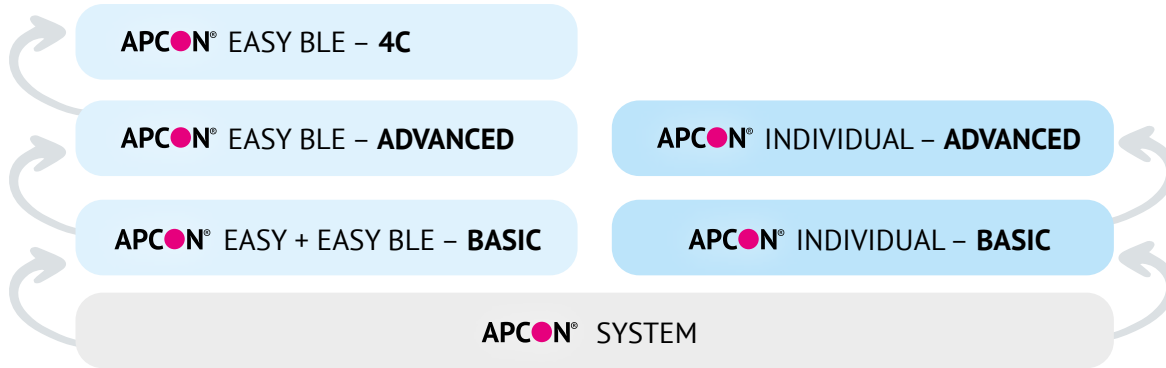 APCON® EASY BLE – 4C
APCON® EASY BLE – ADVANCED
APCON® INDIVIDUAL – ADVANCED
APCON® EASY + EASY BLE – BASIC
APCON® INDIVIDUAL – BASIC
APCON® SYSTEM